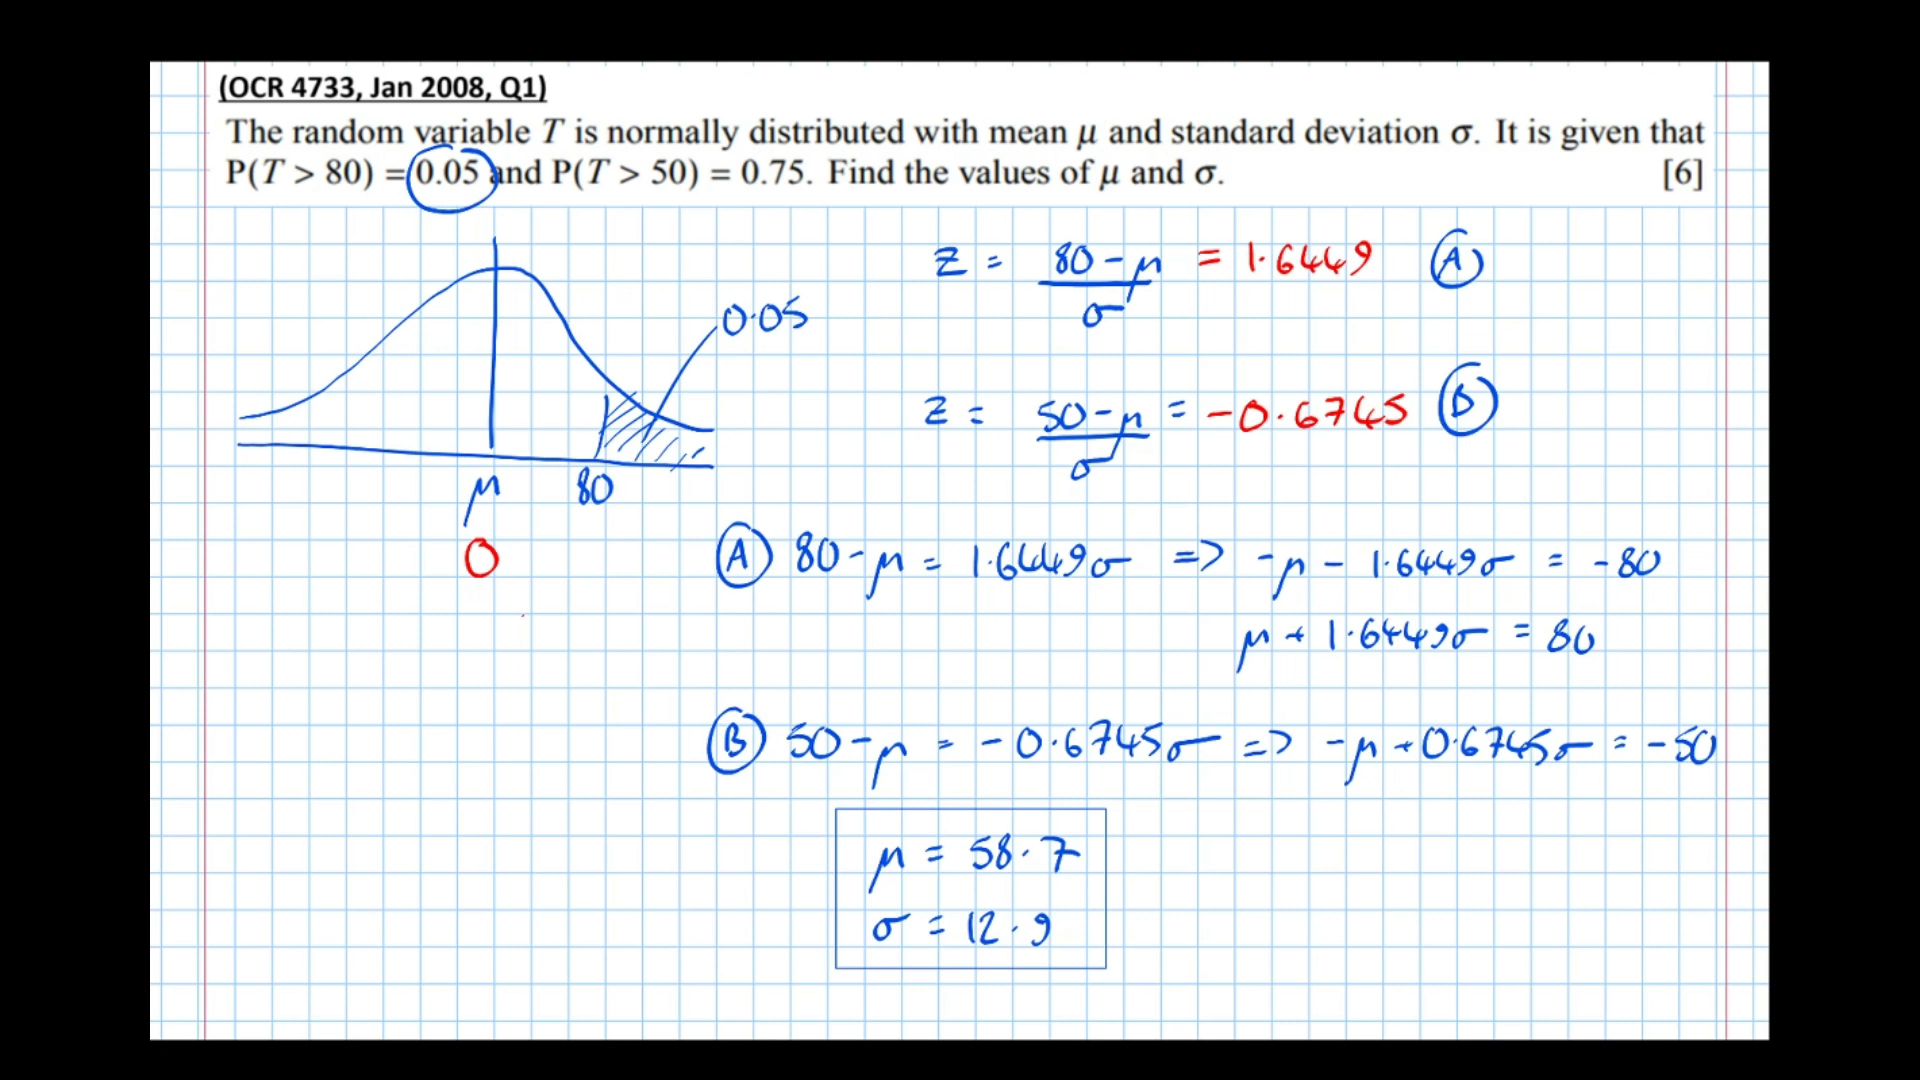 (OCR 4733, Jan 2008, Q1)
The random variable T is normally distributed with mean μ and standard deviation σ. It is given that
P(T > 80) = 0.05 and P(T > 50) = 0.75. Find the values of μ and σ. [6]
z = (80 - μ)/σ = 1.6449 (A)
0.05
z = (50 - μ)/σ = -0.6745 (B)
μ 80
0
(A) 80 - μ = 1.6449σ => -μ - 1.6449σ = -80
μ + 1.6449σ = 80
(B) 50 - μ = -0.6745σ => -μ + 0.6745σ = -50
μ = 58.7
σ = 12.9